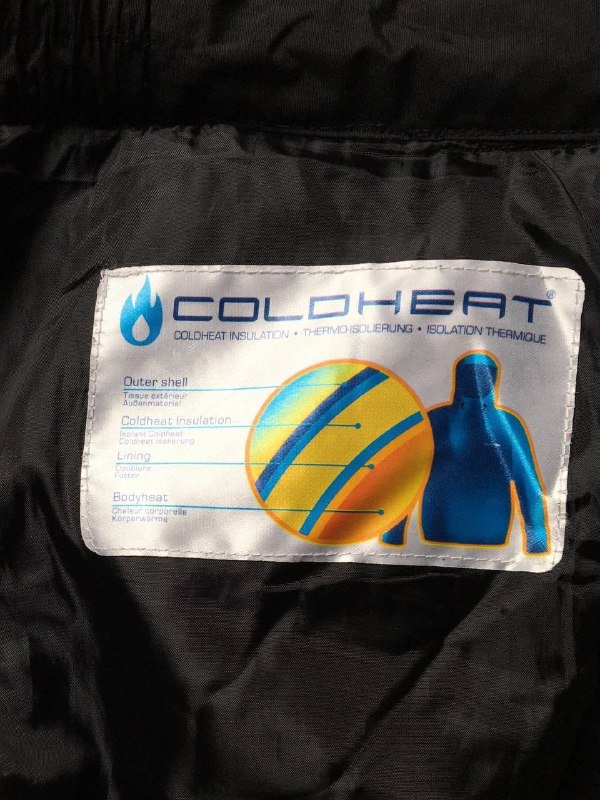 COLDHEAT®
COLDHEAT INSULATION • THERMO-ISOLIERUNG • ISOLATION THERMIQUE
Outer shell
Tissue extérieur
Außenmaterial
Coldheat Insulation
Isolant Coldheat
Coldheat Isolierung
Lining
Doublure
Futter
Bodyheat
Chaleur corporelle
Körperwärme